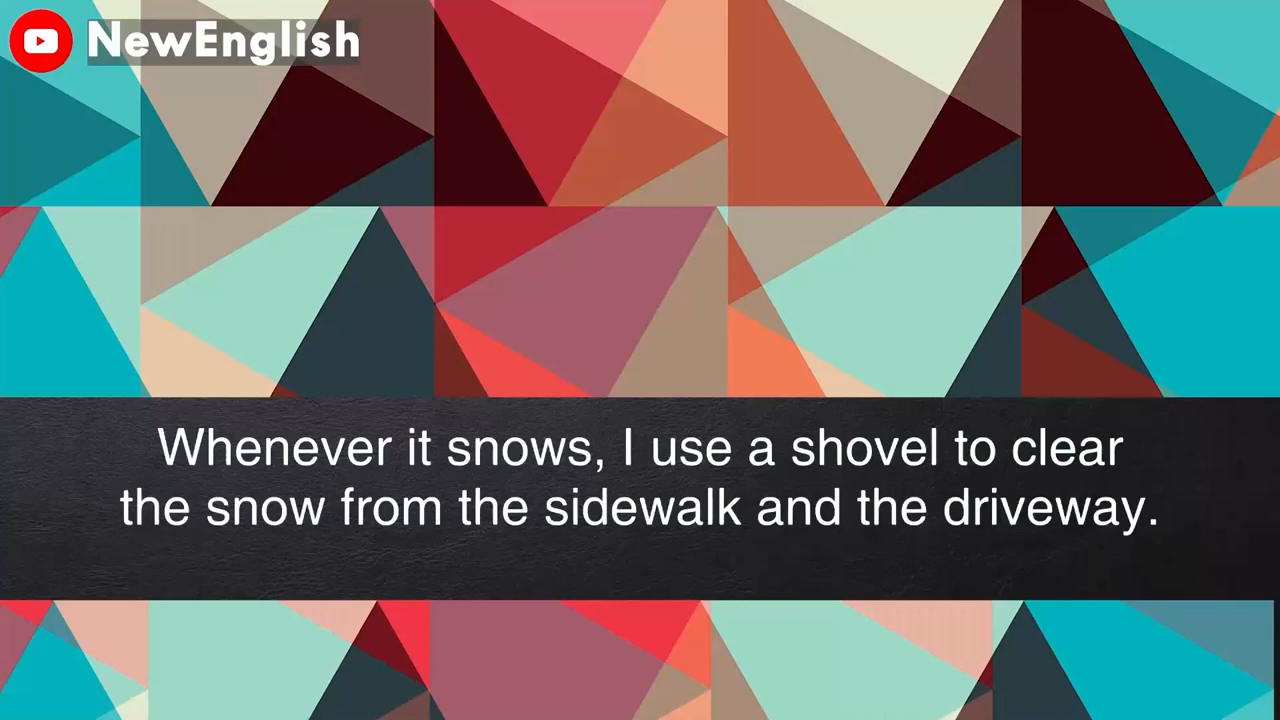 NewEnglish
Whenever it snows, I use a shovel to clear
the snow from the sidewalk and the driveway.